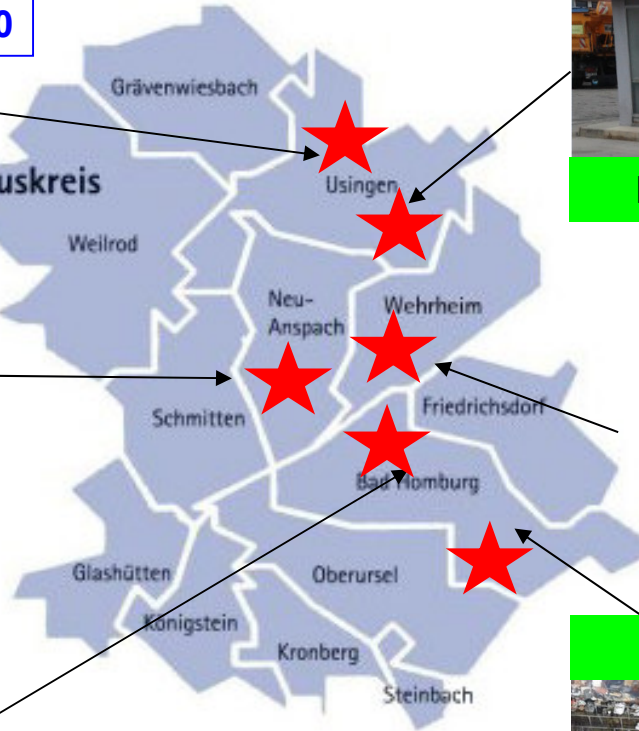 0
Grävenwiesbach
uskreis
Usingen
Weilrod
Neu-
Anspach
Wehrheim
Schmitten
Friedrichsdorf
Bad Homburg
Glashütten
Oberursel
Königstein
Kronberg
Steinbach